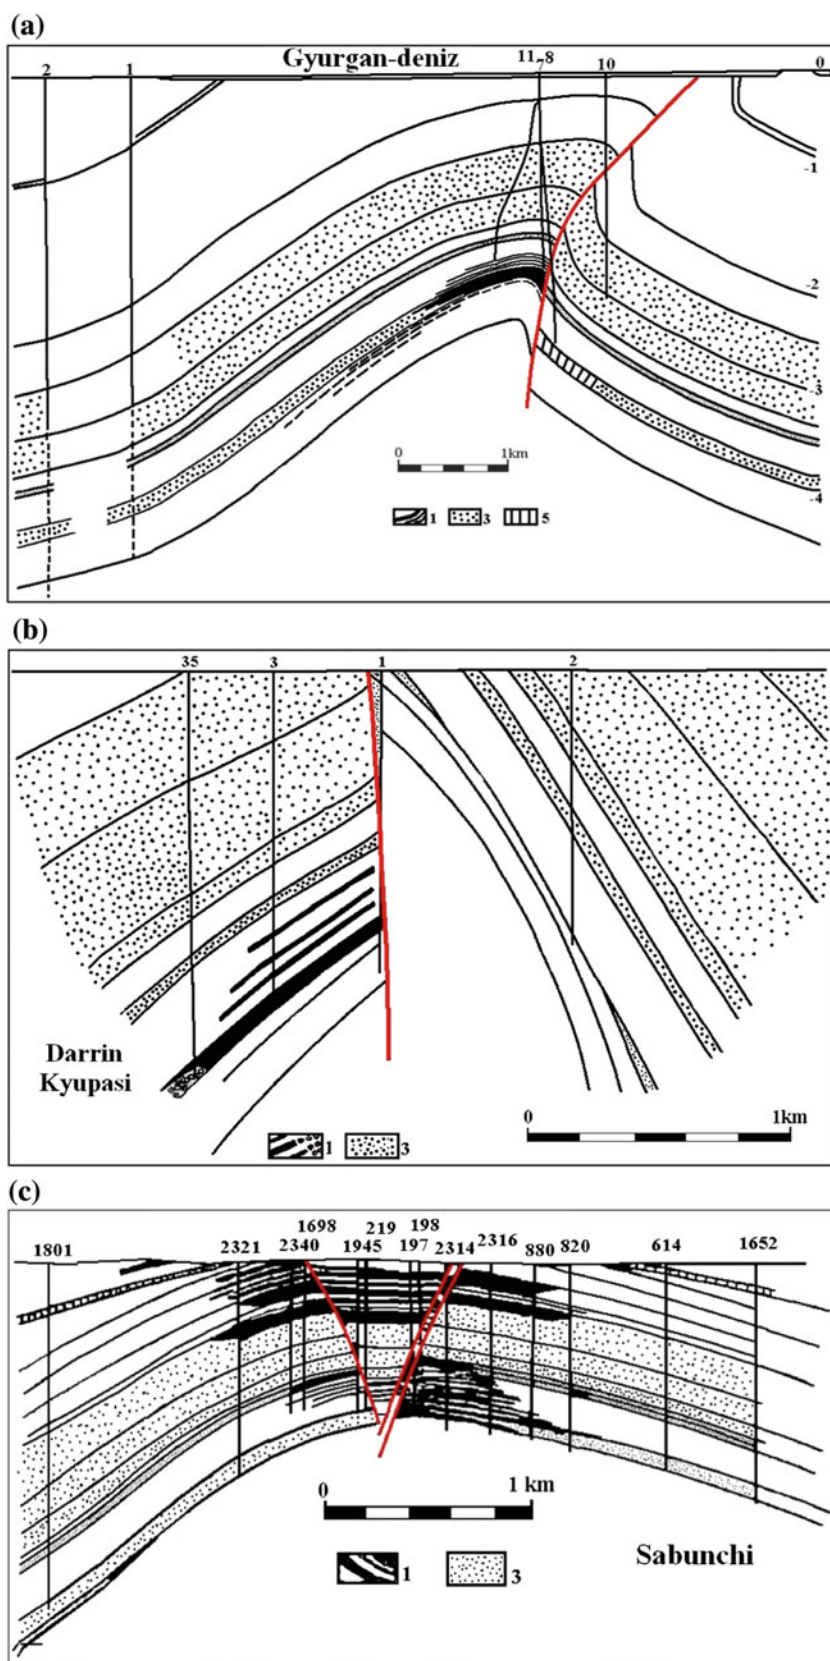 (a)
Gyurgan-deniz
2 1 11 7 8 10 0
-1
-2
-3
-4
0 1km
1 3 5
(b)
35 3 1 2
Darrin
Kyupasi
0 1km
1 3
(c)
1698 219 198
1801 2321 2340 1945 197 2314 2316 880 820 614 1652
0 1 km
1 3
Sabunchi